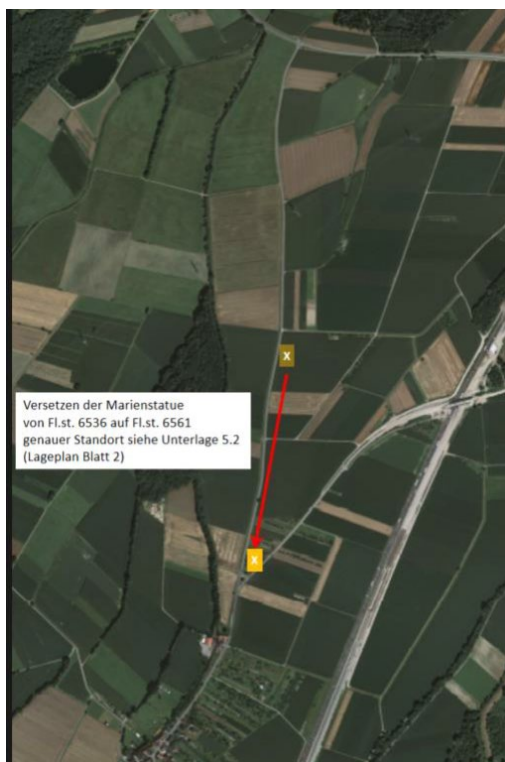 X
Versetzen der Marienstatue
von Fl.st. 6536 auf Fl.st. 6561
genauer Standort siehe Unterlage 5.2
(Lageplan Blatt 2)
X